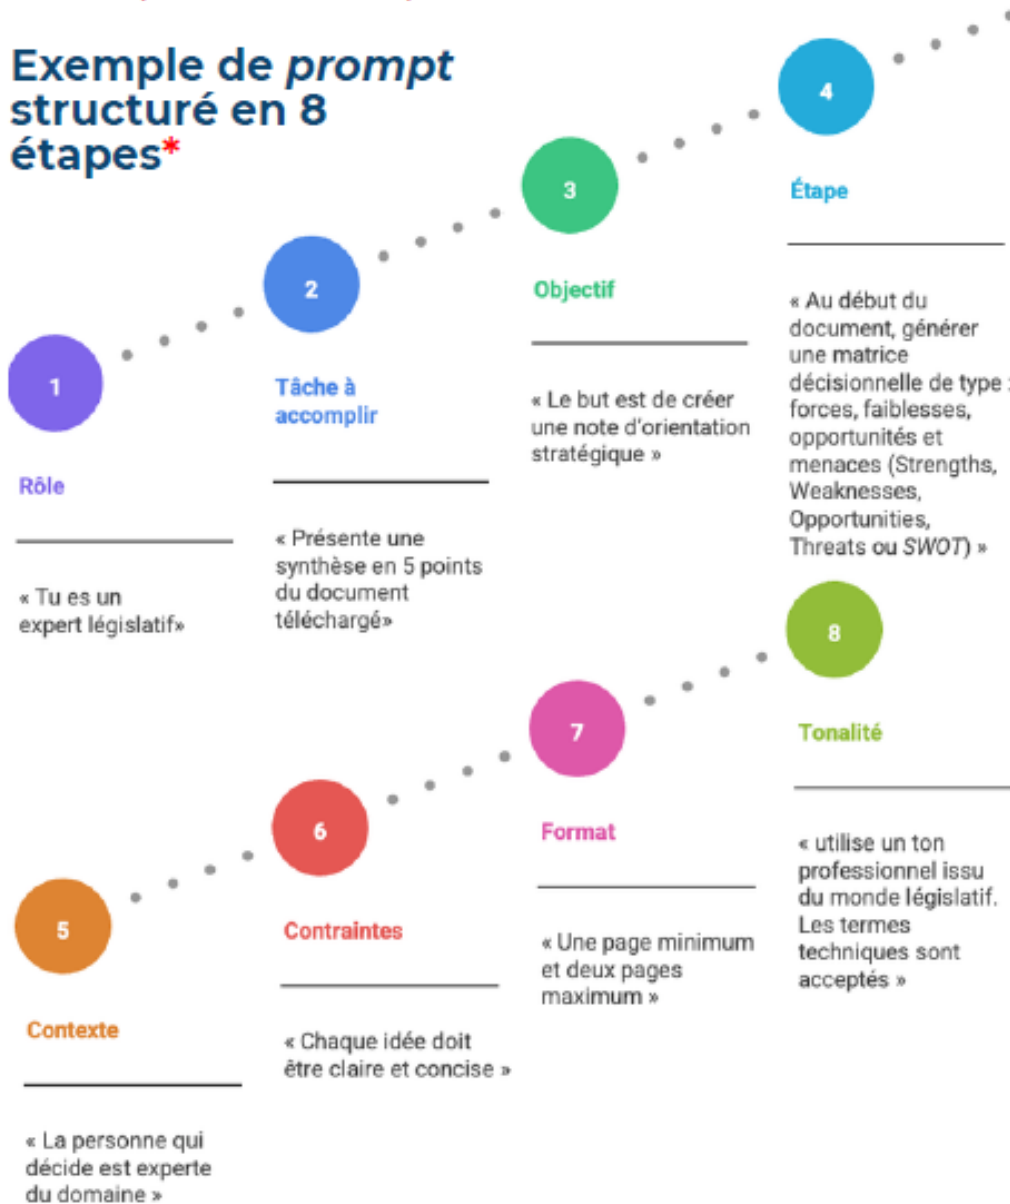 Exemple de prompt
structuré en 8
étapes*
1
Rôle
« Tu es un
expert législatif»
2
Tâche à
accomplir
« Présente une
synthèse en 5 points
du document
téléchargé»
3
Objectif
« Le but est de créer
une note d'orientation
stratégique »
4
Étape
« Au début du
document, générer
une matrice
décisionnelle de type :
forces, faiblesses,
opportunités et
menaces (Strengths,
Weaknesses,
Opportunities,
Threats ou SWOT) »
5
Contexte
« La personne qui
décide est experte
du domaine »
6
Contraintes
« Chaque idée doit
être claire et concise »
7
Format
« Une page minimum
et deux pages
maximum »
8
Tonalité
« utilise un ton
professionnel issu
du monde législatif.
Les termes
techniques sont
acceptés »